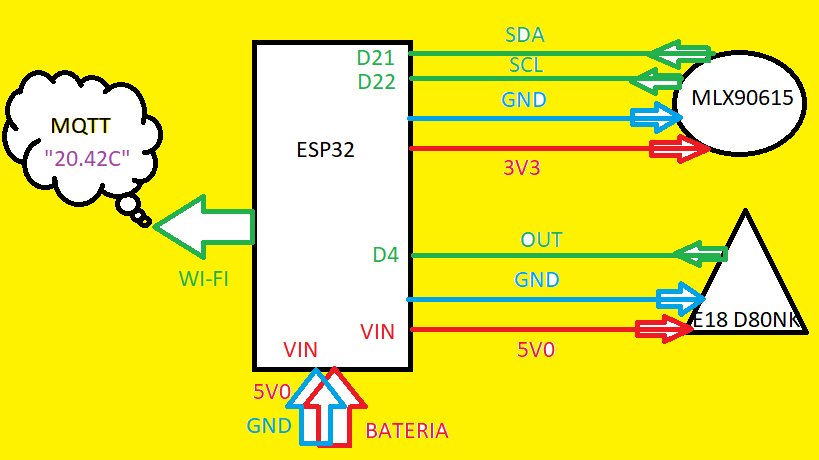 SDA
D21
SCL
D22
GND
MLX90615
MQTT
"20.42C"
ESP32
3V3
OUT
D4
WI-FI
GND
E18 D80NK
VIN
VIN
5V0
5V0
GND
BATERIA